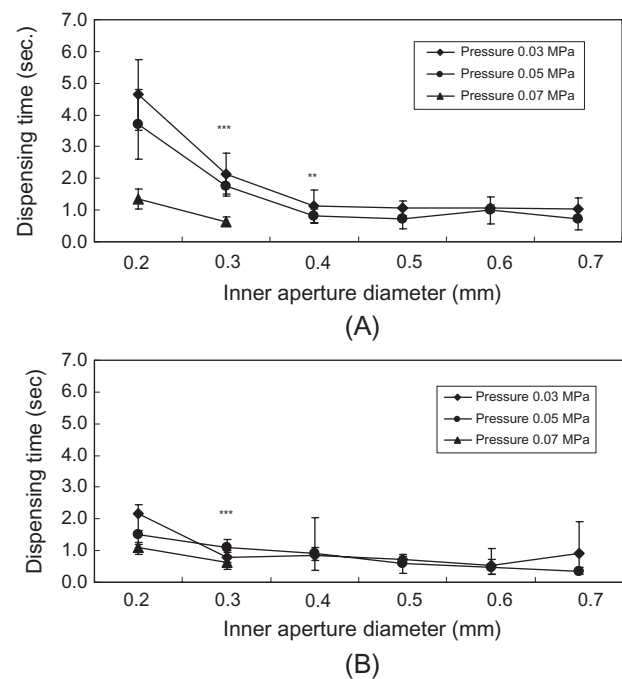 7.0
6.0
5.0
4.0
3.0
2.0
1.0
0.0
Dispensing time (sec.)
Pressure 0.03 MPa
Pressure 0.05 MPa
Pressure 0.07 MPa
***
**
0.2 0.3 0.4 0.5 0.6 0.7
Inner aperture diameter (mm)
(A)
7.0
6.0
5.0
4.0
3.0
2.0
1.0
0.0
Dispensing time (sec)
Pressure 0.03 MPa
Pressure 0.05 MPa
Pressure 0.07 MPa
***
0.2 0.3 0.4 0.5 0.6 0.7
Inner aperture diameter (mm)
(B)